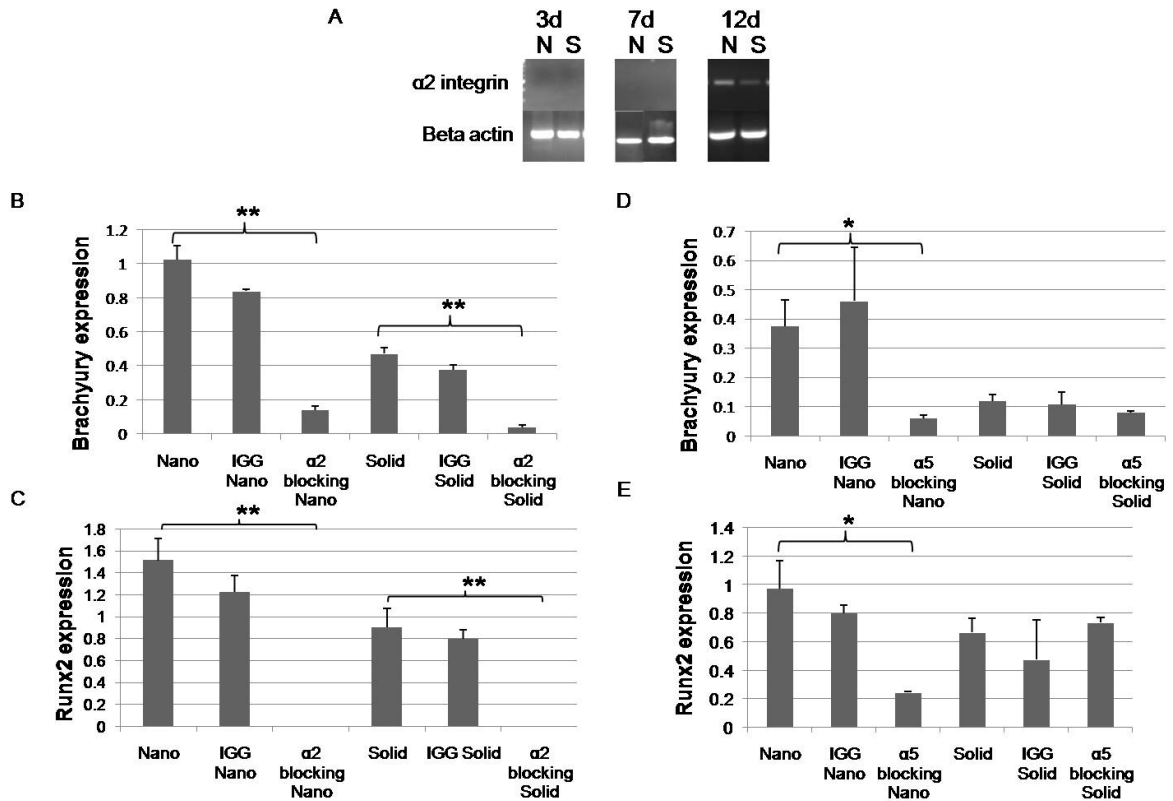 A
3d 7d 12d
N S N S N S
α2 integrin
Beta actin
B
**
**
Brachyury expression
1.2
1
0.8
0.6
0.4
0.2
0
Nano
IGG Nano
α2 blocking Nano
Solid
IGG Solid
α2 blocking Solid
C
**
**
Runx2 expression
1.8
1.6
1.4
1.2
1
0.8
0.6
0.4
0.2
0
Nano
IGG Nano
α2 blocking Nano
Solid
IGG Solid
α2 blocking Solid
D
*
Brachyury expression
0.7
0.6
0.5
0.4
0.3
0.2
0.1
0
Nano
IGG Nano
α5 blocking Nano
Solid
IGG Solid
α5 blocking Solid
E
*
Runx2 expression
1.4
1.2
1
0.8
0.6
0.4
0.2
0
Nano
IGG Nano
α5 blocking Nano
Solid
IGG Solid
α5 blocking Solid